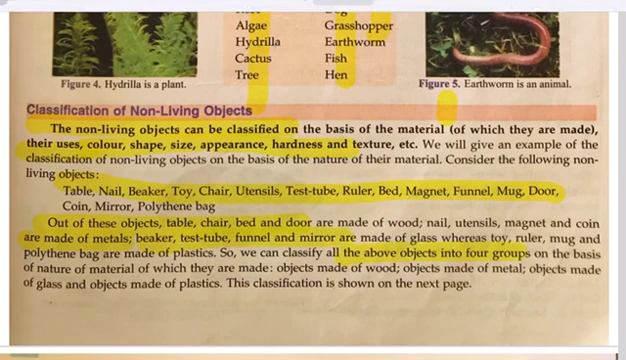 Algae Grasshopper
Hydrilla Earthworm
Cactus Fish
Tree Hen
Figure 4. Hydrilla is a plant.
Figure 5. Earthworm is an animal.
Classification of Non-Living Objects
The non-living objects can be classified on the basis of the material (of which they are made),
their uses, colour, shape, size, appearance, hardness and texture, etc. We will give an example of the
classification of non-living objects on the basis of the nature of their material. Consider the following non-
living objects:
Table, Nail, Beaker, Toy, Chair, Utensils, Test-tube, Ruler, Bed, Magnet, Funnel, Mug, Door,
Coin, Mirror, Polythene bag
Out of these objects, table, chair, bed and door are made of wood; nail, utensils, magnet and coin
are made of metals; beaker, test-tube, funnel and mirror are made of glass whereas toy, ruler, mug and
polythene bag are made of plastics. So, we can classify all the above objects into four groups on the basis
of nature of material of which they are made: objects made of wood; objects made of metal; objects made
of glass and objects made of plastics. This classification is shown on the next page.